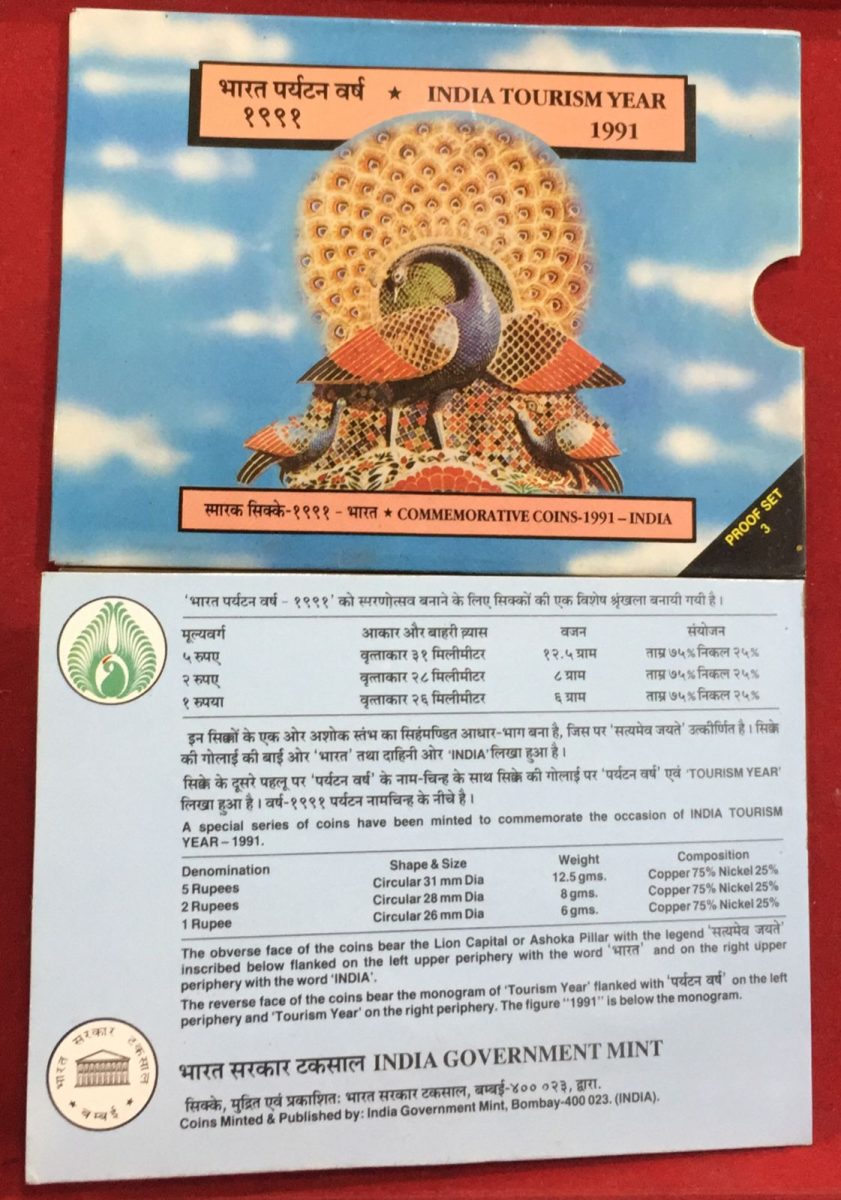 भारत पर्यटन वर्ष ★ INDIA TOURISM YEAR
१९९१ 1991
स्मारक सिक्के-१९९१ - भारत ★ COMMEMORATIVE COINS-1991 – INDIA
PROOF SET
3
'भारत पर्यटन वर्ष - १९९१' को स्मरणोत्सव बनाने के लिए सिक्कों की एक विशेष श्रृंखला बनायी गयी है।
मूल्यवर्ग आकार और बाहरी व्यास वजन संयोजन
५ रुपए वृत्ताकार ३१ मिलीमीटर १२.५ ग्राम ताम्र ७५% निकल २५%
२ रुपए वृत्ताकार २८ मिलीमीटर ८ ग्राम ताम्र ७५% निकल २५%
१ रुपया वृत्ताकार २६ मिलीमीटर ६ ग्राम ताम्र ७५% निकल २५%
इन सिक्कों के एक ओर अशोक स्तंभ का सिहंमण्डित आधार-भाग बना है, जिस पर 'सत्यमेव जयते' उत्कीर्णित है। सिक्के
की गोलाई की बाई ओर 'भारत' तथा दाहिनी ओर 'INDIA' लिखा हुआ है।
सिक्के के दूसरे पहलू पर 'पर्यटन वर्ष' के नाम-चिन्ह के साथ सिक्के की गोलाई पर 'पर्यटन वर्ष' एवं 'TOURISM YEAR'
लिखा हुआ है। वर्ष-१९९१ पर्यटन नामचिन्ह के नीचे है।
A special series of coins have been minted to commemorate the occasion of INDIA TOURISM
YEAR – 1991.
Denomination Shape & Size Weight Composition
5 Rupees Circular 31 mm Dia 12.5 gms. Copper 75% Nickel 25%
2 Rupees Circular 28 mm Dia 8 gms. Copper 75% Nickel 25%
1 Rupee Circular 26 mm Dia 6 gms. Copper 75% Nickel 25%
The obverse face of the coins bear the Lion Capital or Ashoka Pillar with the legend 'सत्यमेव जयते'
inscribed below flanked on the left upper periphery with the word 'भारत' and on the right upper
periphery with the word 'INDIA'.
The reverse face of the coins bear the monogram of 'Tourism Year' flanked with 'पर्यटन वर्ष' on the left
periphery and 'Tourism Year' on the right periphery. The figure "1991" is below the monogram.
भारत सरकार टकसाल
★ बम्बई ★
भारत सरकार टकसाल INDIA GOVERNMENT MINT
सिक्के, मुद्रित एवं प्रकाशित: भारत सरकार टकसाल, बम्बई-४०० ०२३, द्वारा.
Coins Minted & Published by: India Government Mint, Bombay-400 023. (INDIA).